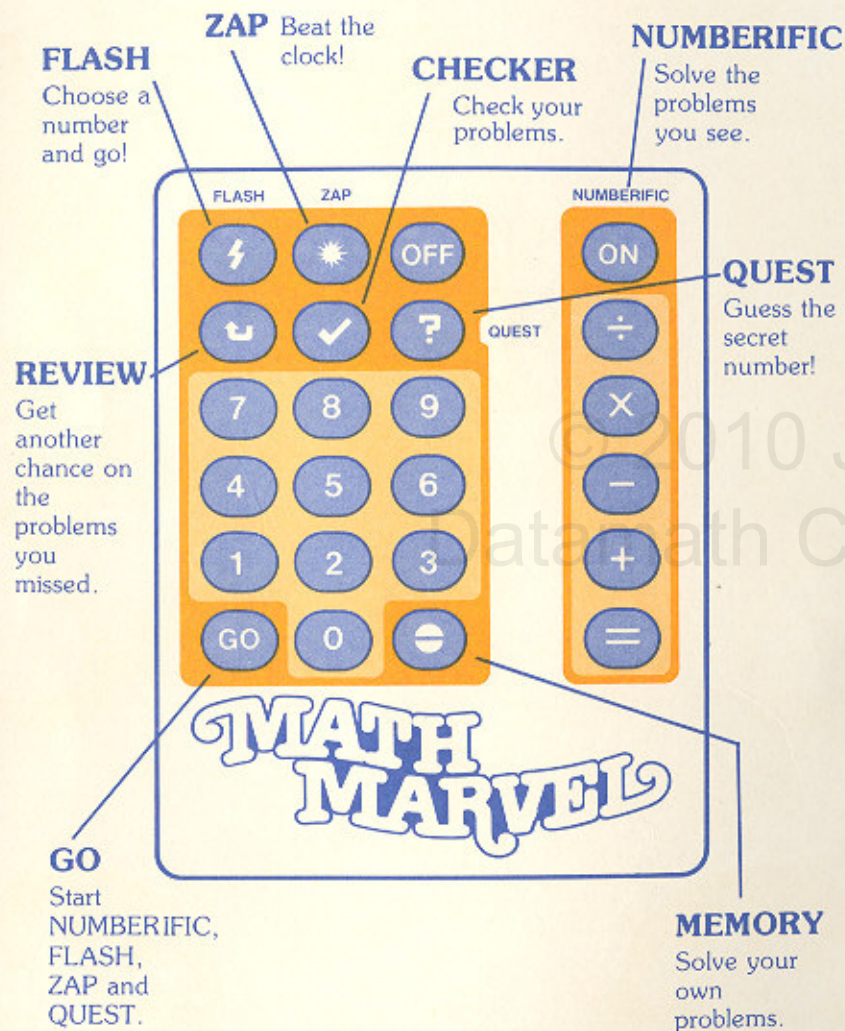 ZAP Beat the
clock!
FLASH
Choose a
number
and go!
CHECKER
Check your
problems.
NUMBERIFIC
Solve the
problems
you see.
FLASH ZAP NUMBERIFIC
OFF ON
QUEST
Guess the
secret
number!
? QUEST ÷
REVIEW
Get
another
chance on
the
problems
you
missed.
7 8 9 ×
4 5 6 −
1 2 3 +
GO 0 =
© 2010 J
Datamath C
MATH
MARVEL
GO
Start
NUMBERIFIC,
FLASH,
ZAP and
QUEST.
MEMORY
Solve your
own
problems.